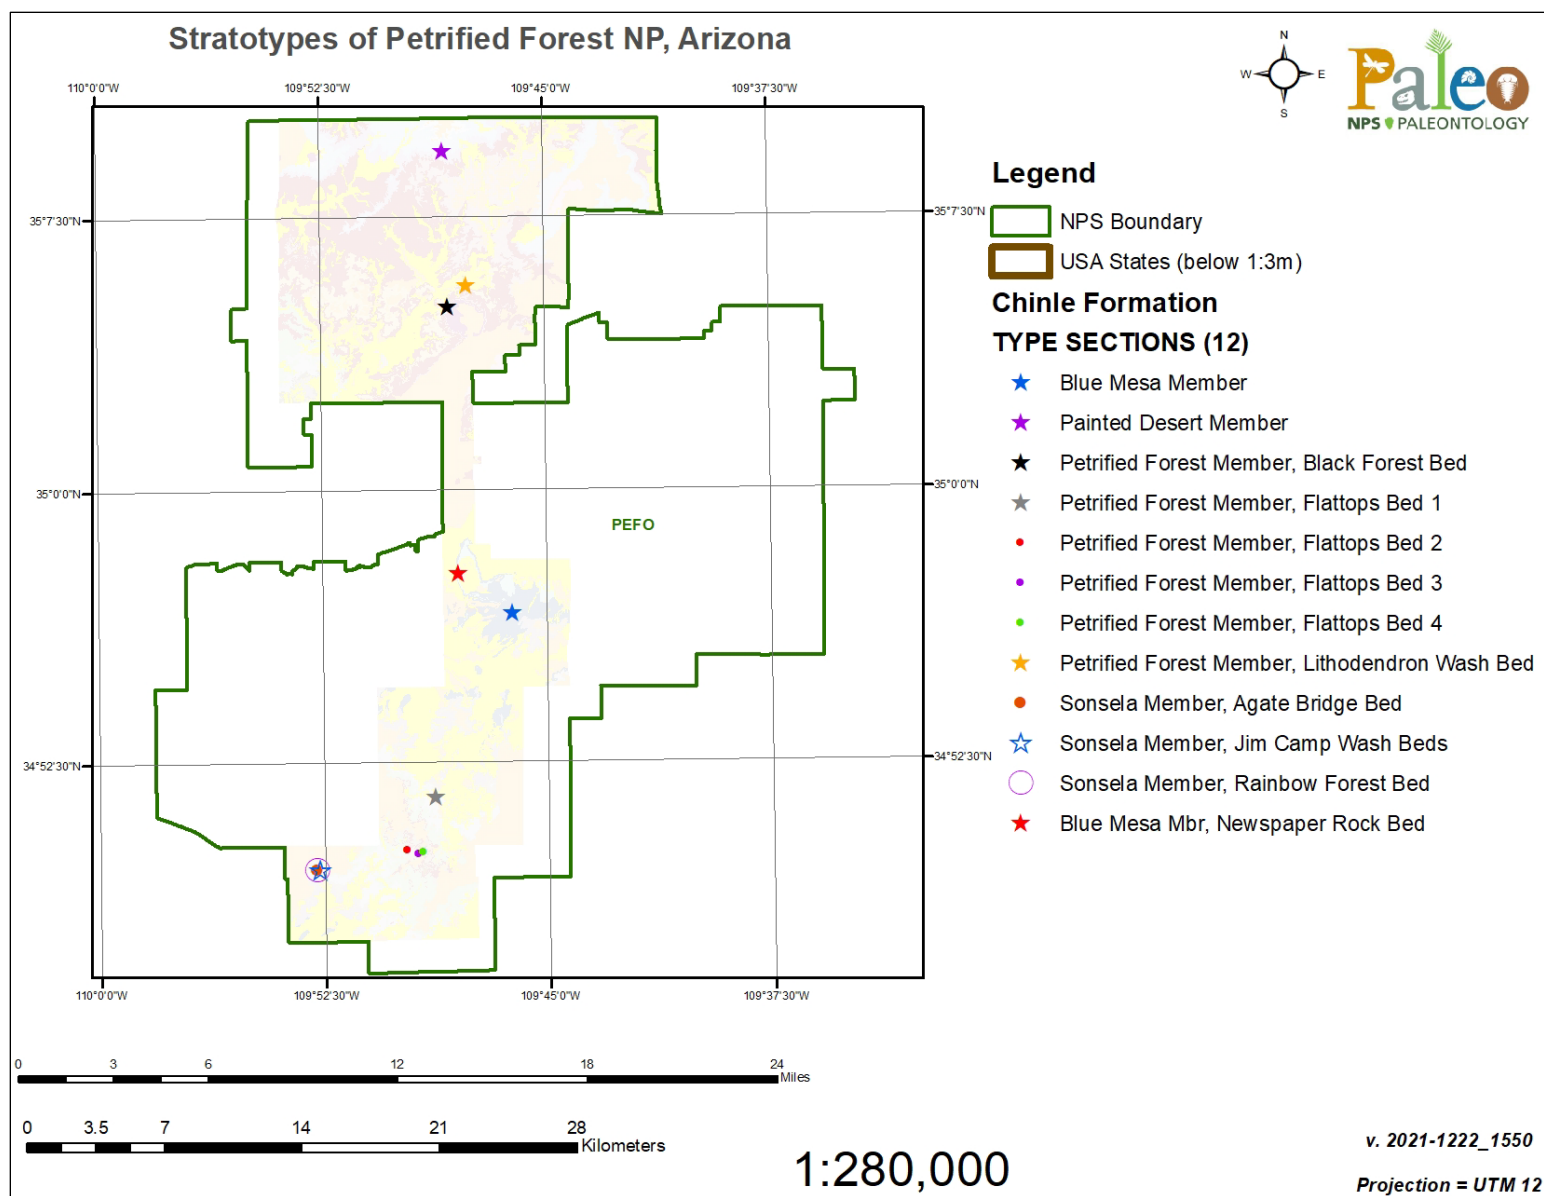 Stratotypes of Petrified Forest NP, Arizona
N
W
E
S
Paleo
NPS PALEONTOLOGY
110°0'0"W
109°52'30"W
109°45'0"W
109°37'30"W
35°7'30"N
35°7'30"N
35°0'0"N
35°0'0"N
34°52'30"N
34°52'30"N
PEFO
110°0'0"W
109°52'30"W
109°45'0"W
109°37'30"W
Legend
NPS Boundary
USA States (below 1:3m)
Chinle Formation
TYPE SECTIONS (12)
Blue Mesa Member
Painted Desert Member
Petrified Forest Member, Black Forest Bed
Petrified Forest Member, Flattops Bed 1
Petrified Forest Member, Flattops Bed 2
Petrified Forest Member, Flattops Bed 3
Petrified Forest Member, Flattops Bed 4
Petrified Forest Member, Lithodendron Wash Bed
Sonsela Member, Agate Bridge Bed
Sonsela Member, Jim Camp Wash Beds
Sonsela Member, Rainbow Forest Bed
Blue Mesa Mbr, Newspaper Rock Bed
0 3 6 12 18 24
Miles
0 3.5 7 14 21 28
Kilometers
1:280,000
v. 2021-1222_1550
Projection = UTM 12